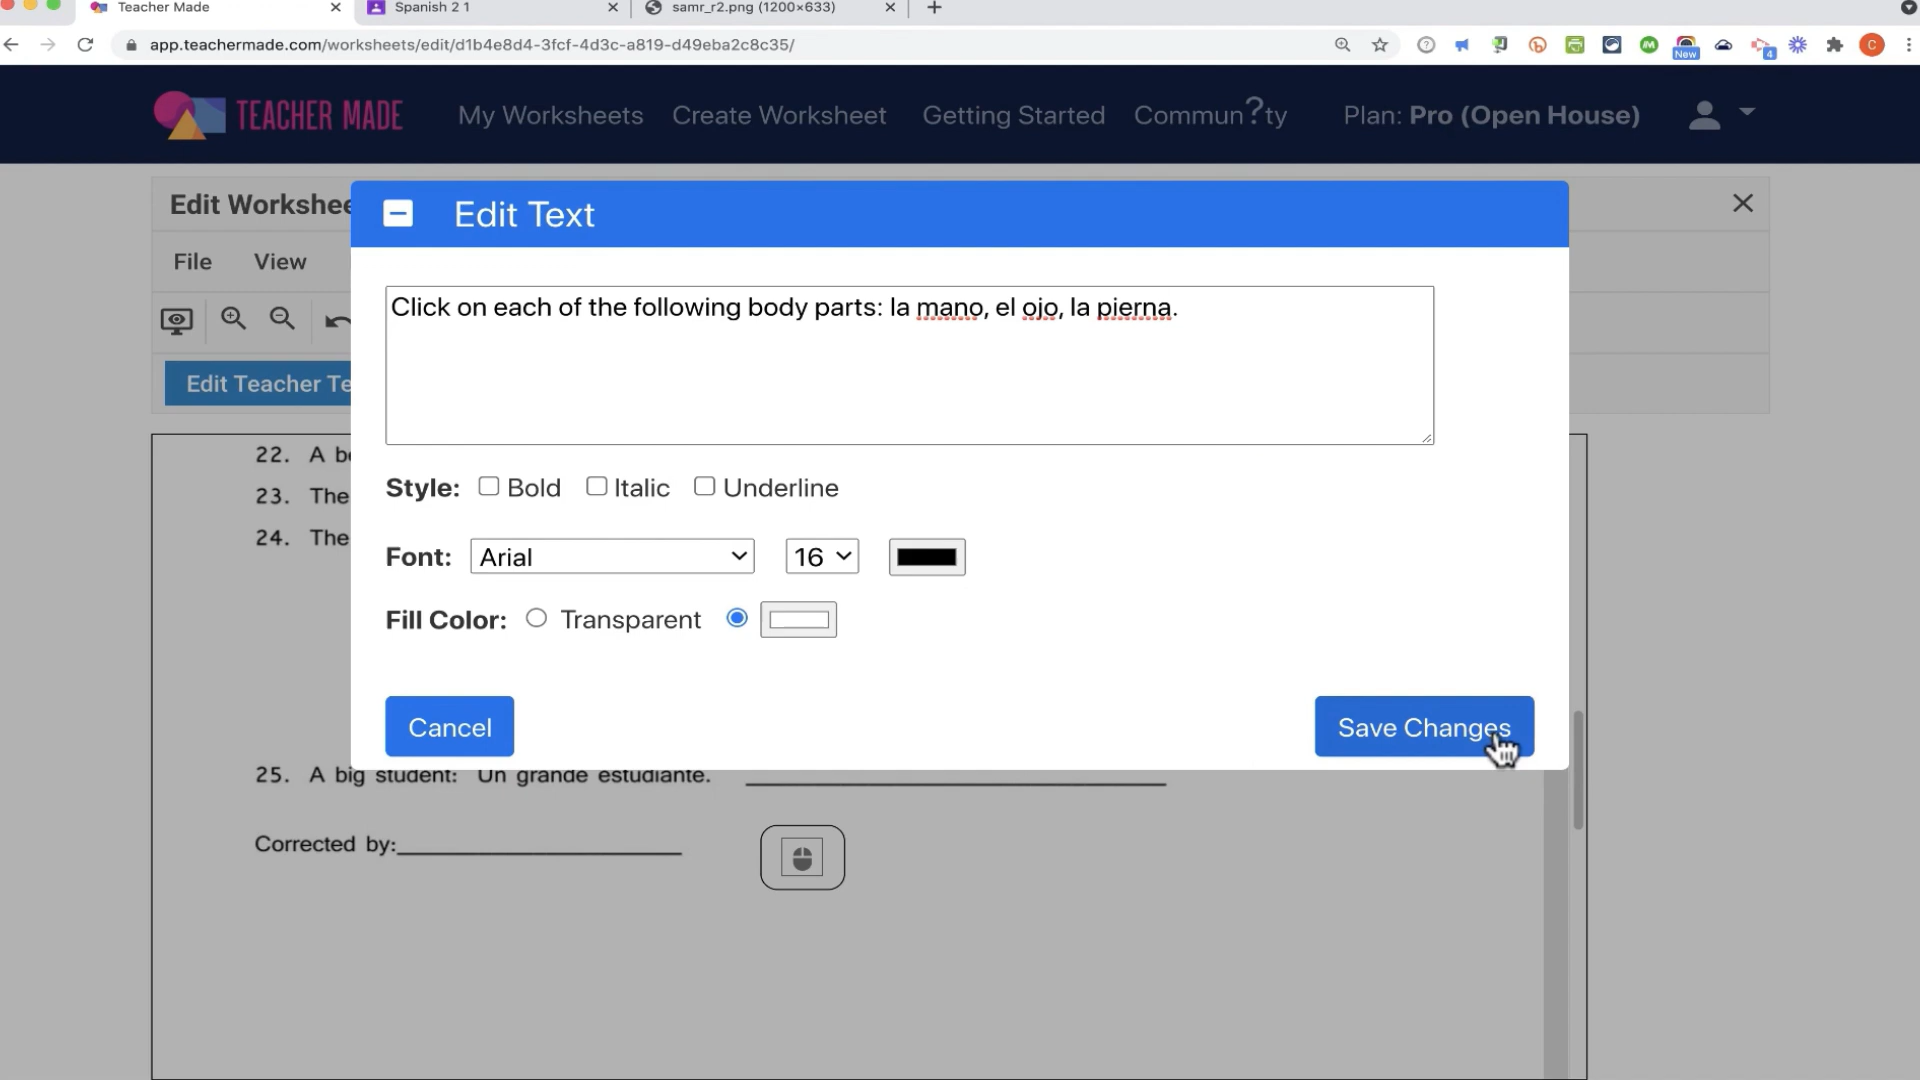 Teacher Made
Spanish 2 1
samr_r2.png (1200×633)
app.teachermade.com/worksheets/edit/d1b4e8d4-3fcf-4d3c-a819-d49eba2c8c35/
New
4
C
TEACHER MADE
My Worksheets
Create Worksheet
Getting Started
Commun?ty
Plan: Pro (Open House)
Edit Workshee
Edit Text
File
View
Click on each of the following body parts: la mano, el ojo, la pierna.
Edit Teacher Te
22. A be
23. The
24. The
Style: Bold Italic Underline
Font: Arial 16
Fill Color: Transparent
Cancel
Save Changes
25. A big student: Un grande estudiante.
Corrected by: